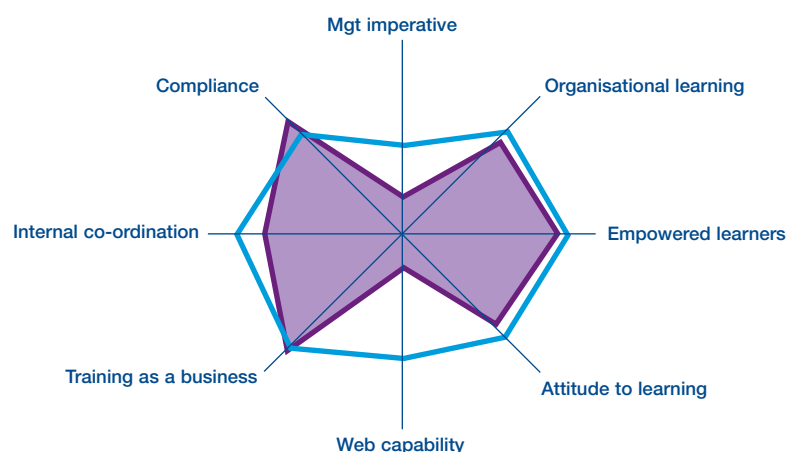 Mgt imperative
Compliance
Organisational learning
Internal co-ordination
Empowered learners
Training as a business
Attitude to learning
Web capability